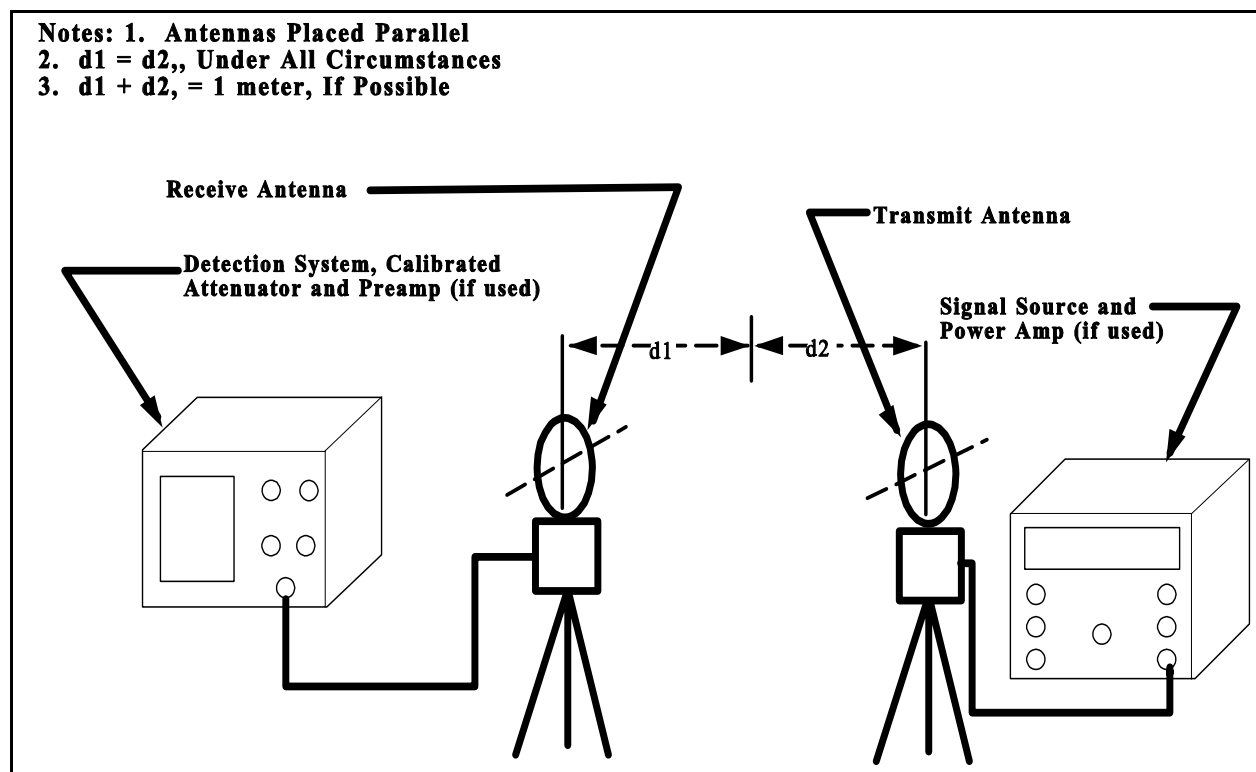 Notes: 1. Antennas Placed Parallel
2. d1 = d2,, Under All Circumstances
3. d1 + d2, = 1 meter, If Possible
Receive Antenna
Transmit Antenna
Detection System, Calibrated
Attenuator and Preamp (if used)
Signal Source and
Power Amp (if used)
d1
d2